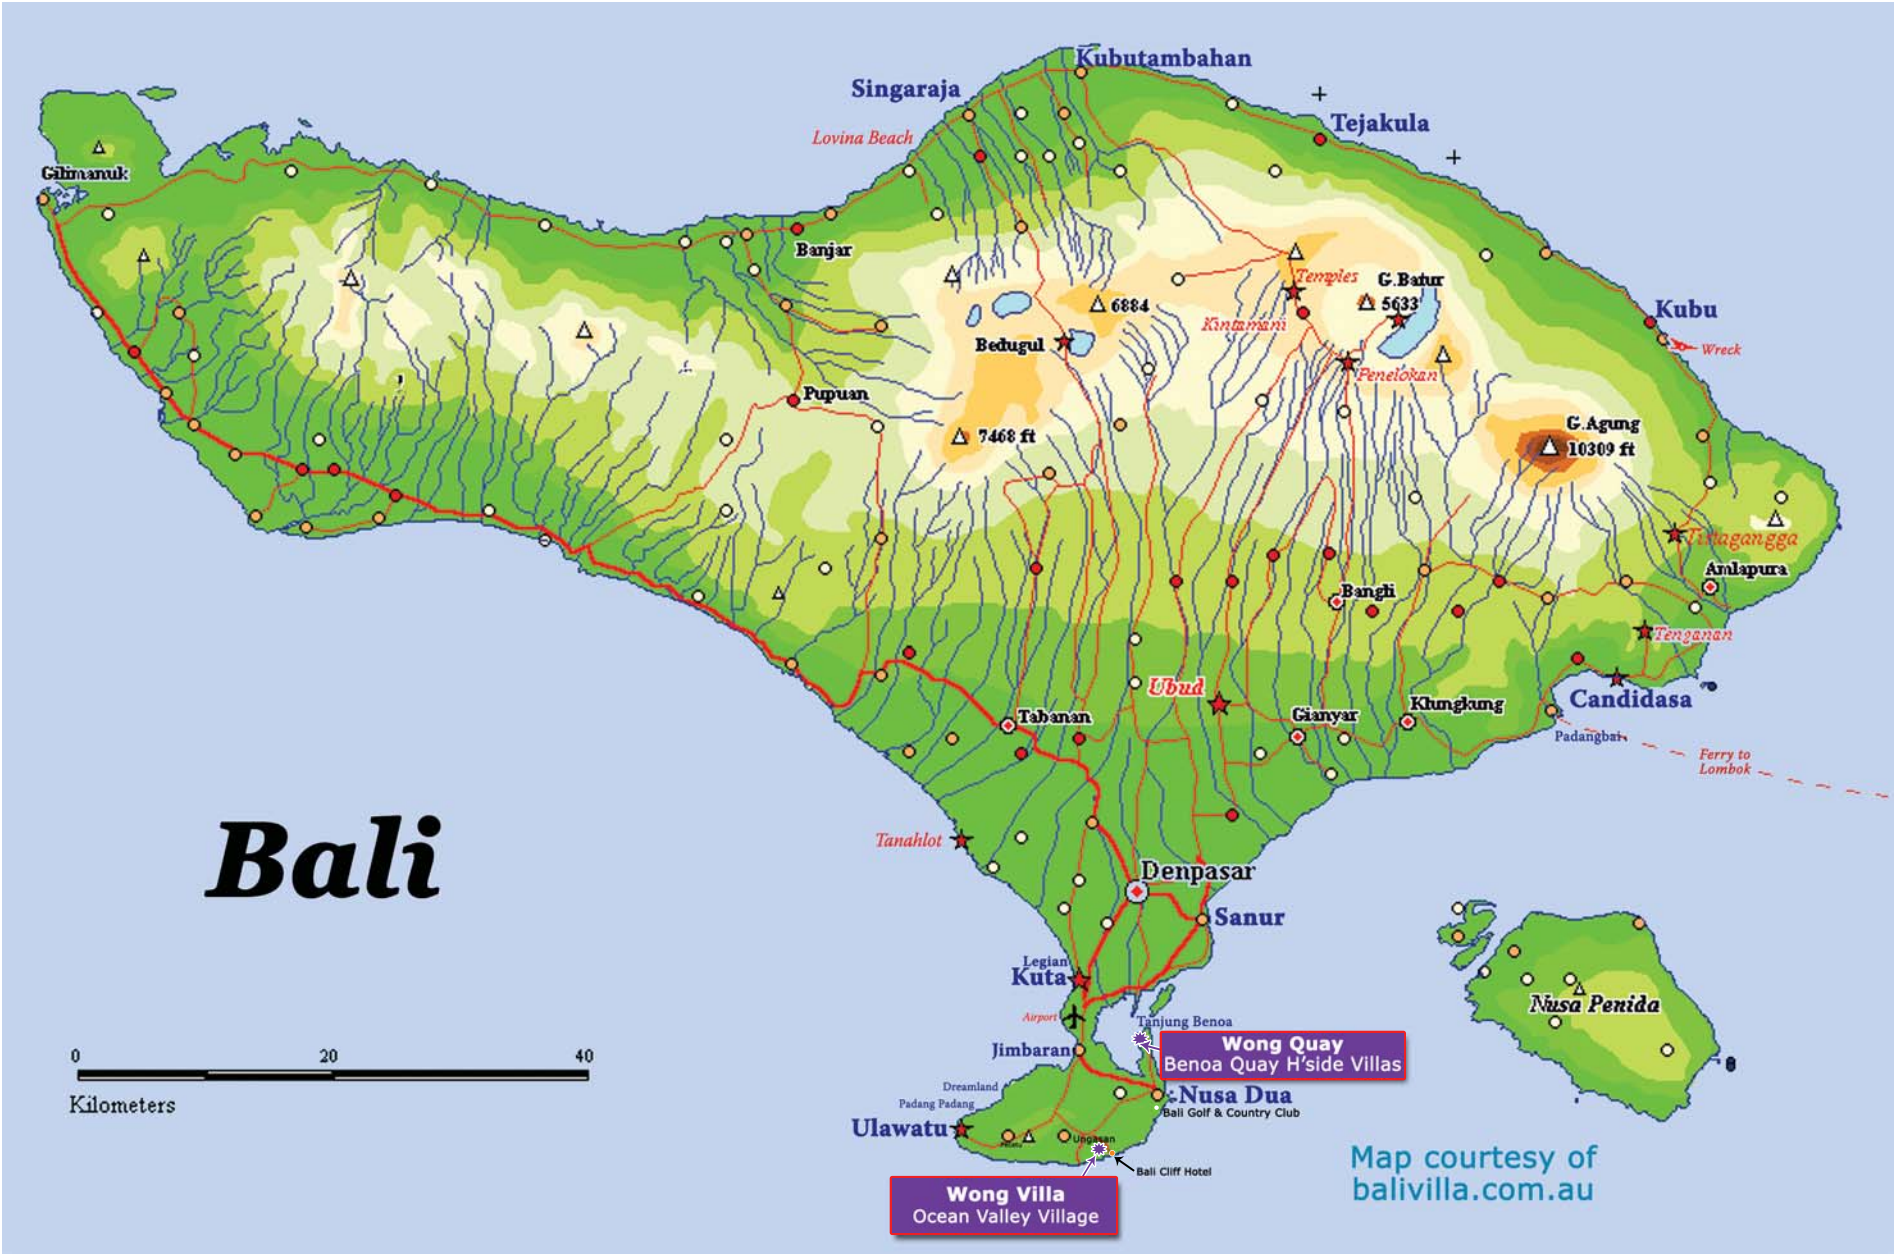 Kubutambahan
Singaraja
Lovina Beach
Tejakula
Gilimanuk
Banjar
Temples
G.Batur
5633
6884
Kintamani
Bedugul
Penelokan
Kubu
Wreck
Pupuan
7468 ft
G.Agung
10309 ft
Tirtagangga
Amlapura
Bangli
Tenganan
Ubud
Tabanan
Gianyar
Klungkung
Candidasa
Padangbai
Ferry to
Lombok
Bali
Tanahlot
Denpasar
Sanur
Legian
Kuta
Airport
Nusa Penida
Tanjung Benoa
Wong Quay
Benoa Quay H'side Villas
Jimbaran
Dreamland
Padang Padang
Nusa Dua
Bali Golf & Country Club
Ulawatu
Ungasan
Bali Cliff Hotel
Wong Villa
Ocean Valley Village
0 20 40
Kilometers
Map courtesy of
balivilla.com.au